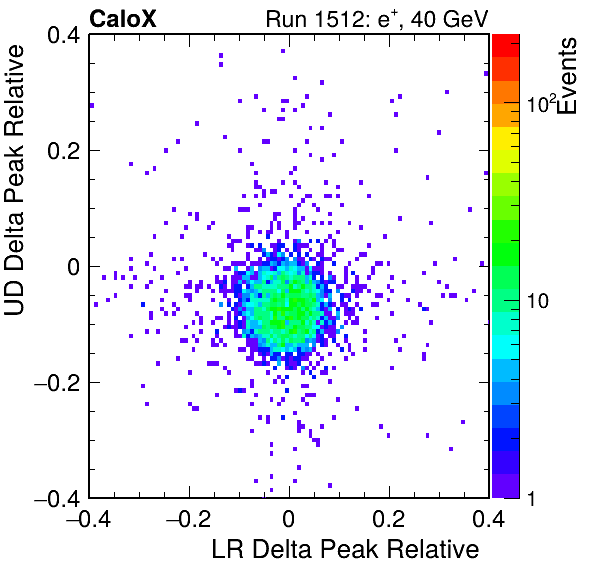 CaloX Run 1512: e⁺, 40 GeV
UD Delta Peak Relative
0.4
0.2
0
−0.2
−0.4
−0.4 −0.2 0 0.2 0.4
LR Delta Peak Relative
Events
10²
10
1